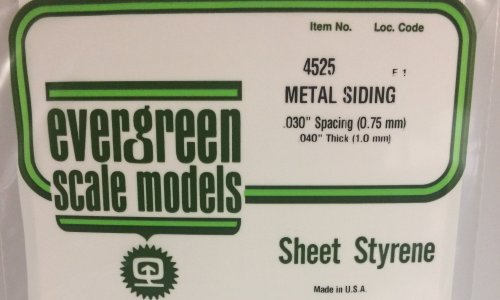 Item No. Loc. Code
4525
METAL SIDING
.030" Spacing (0.75 mm)
.040" Thick (1.0 mm)
evergreen
scale models
Sheet Styrene
Made in U.S.A.